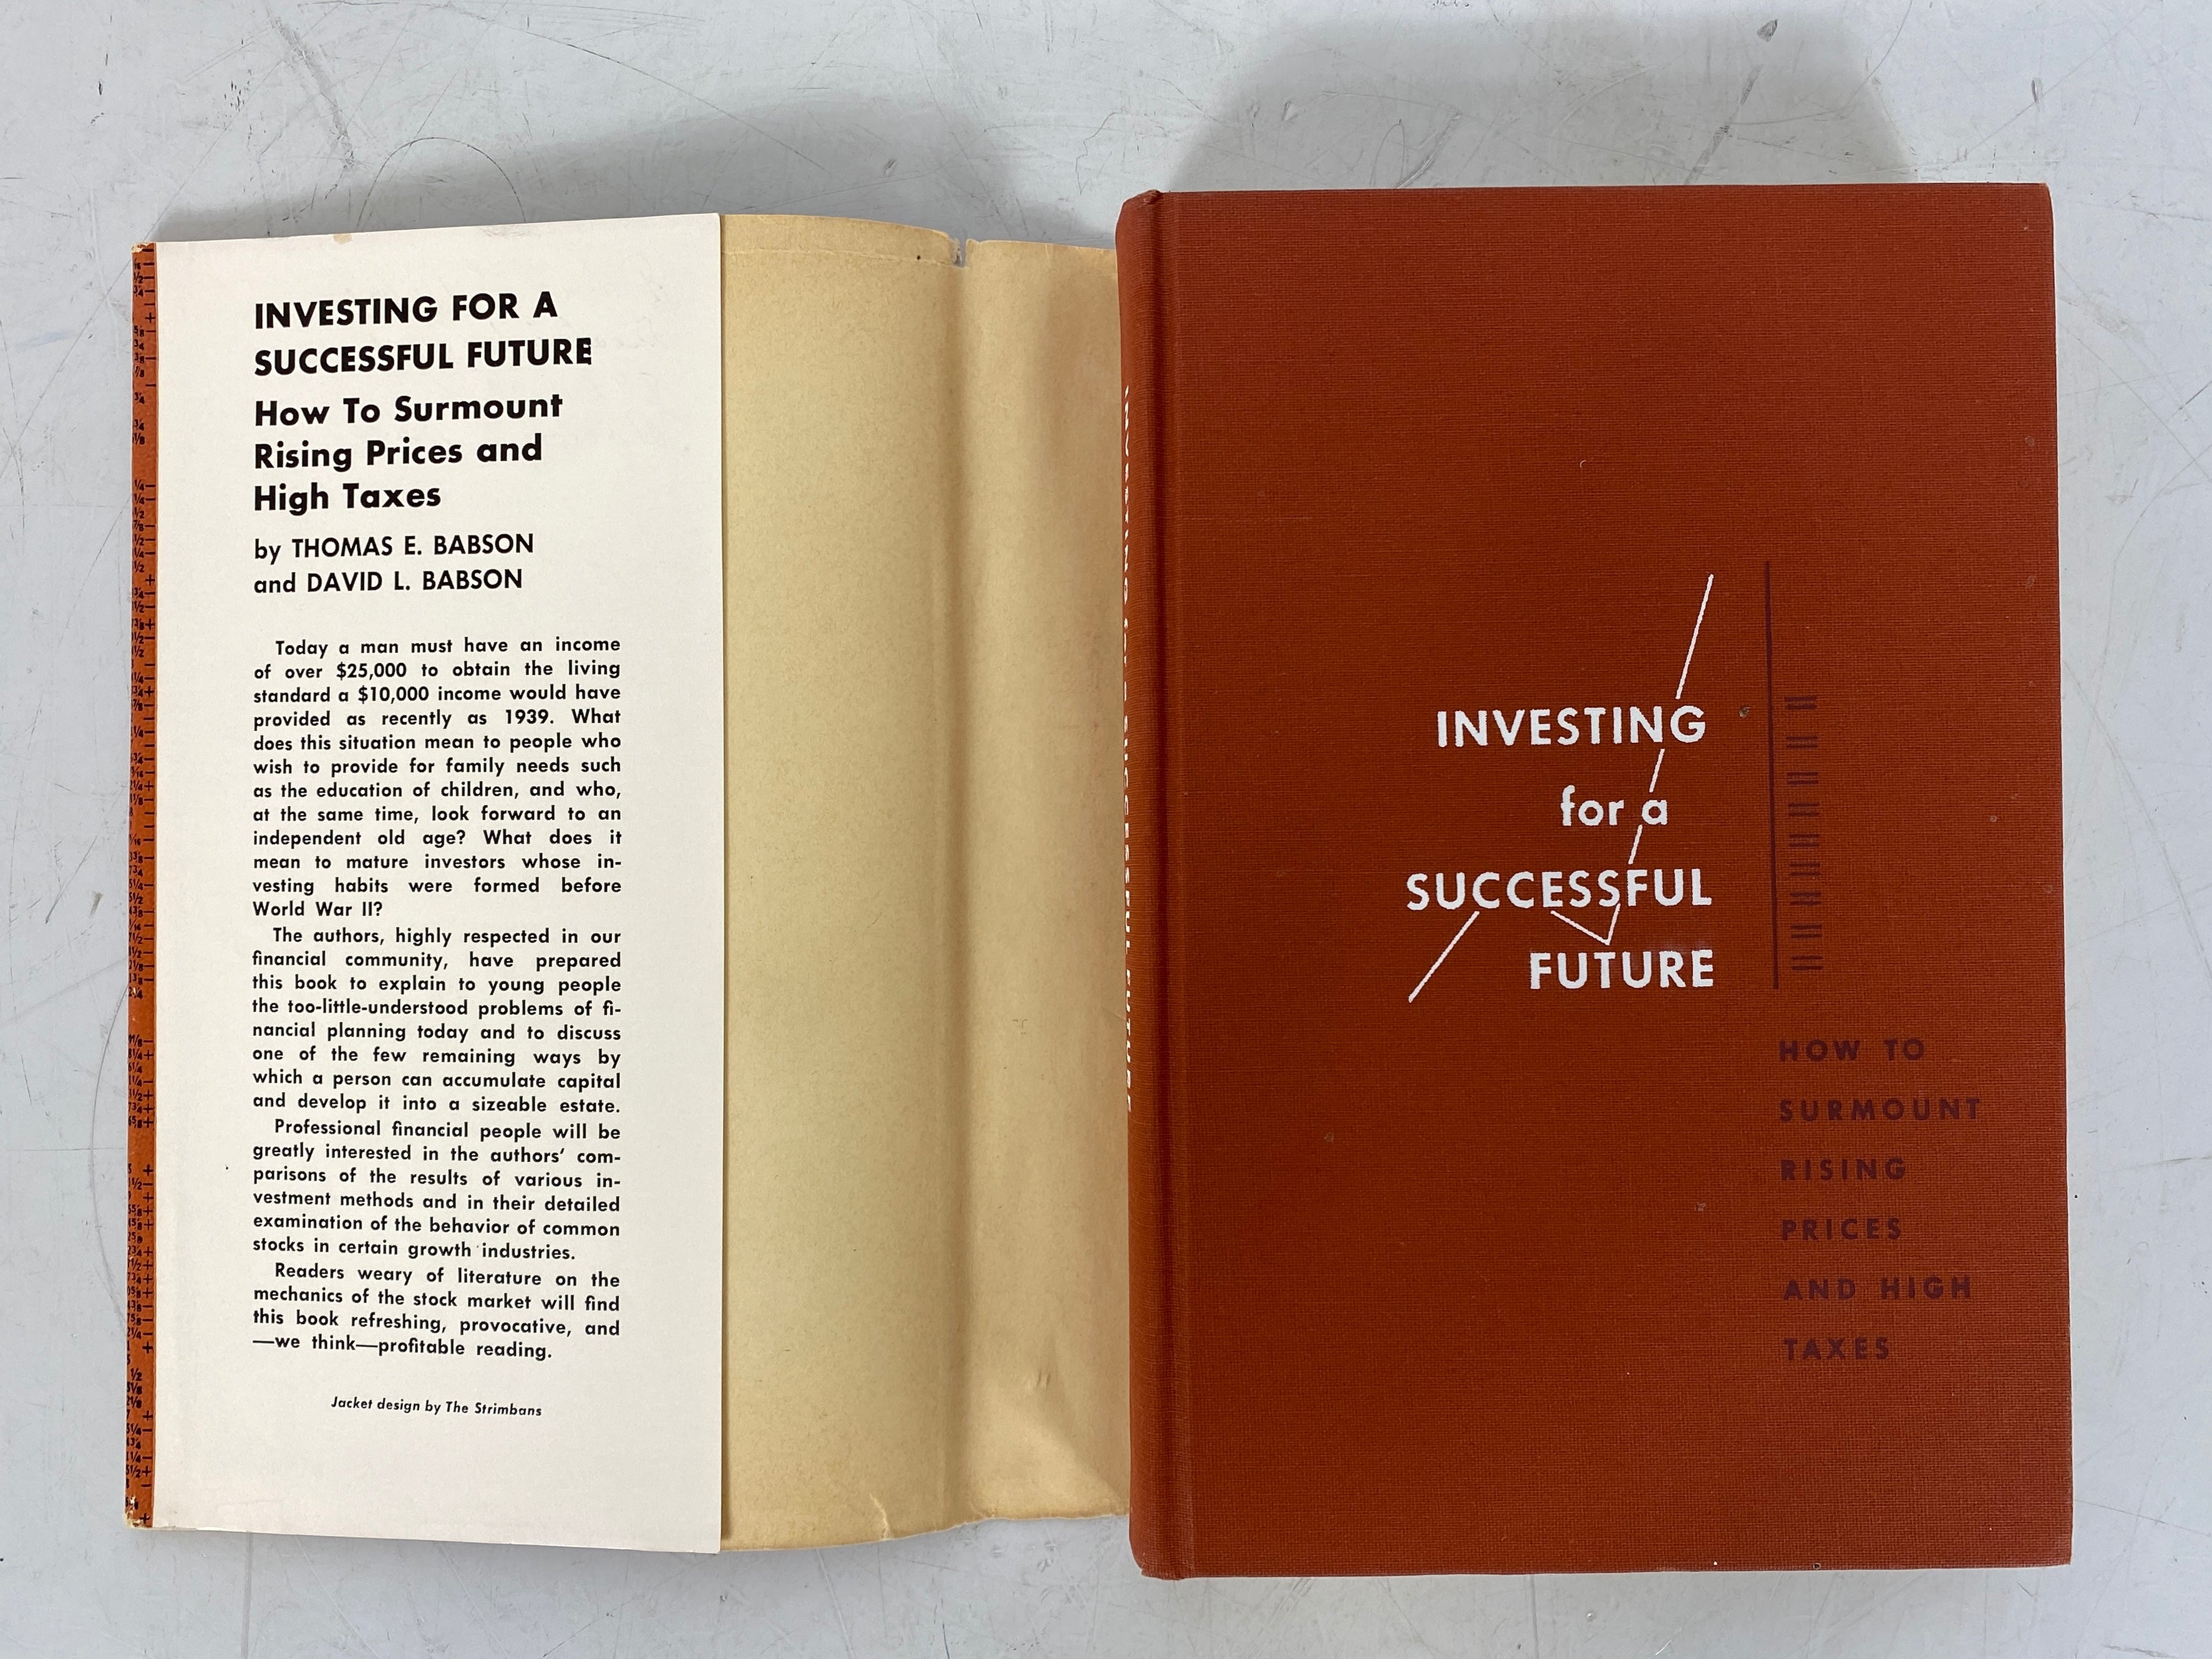 INVESTING FOR A
SUCCESSFUL FUTURE
How To Surmount
Rising Prices and
High Taxes
by THOMAS E. BABSON
and DAVID L. BABSON
Today a man must have an income
of over $25,000 to obtain the living
standard a $10,000 income would have
provided as recently as 1939. What
does this situation mean to people who
wish to provide for family needs such
as the education of children, and who,
at the same time, look forward to an
independent old age? What does it
mean to mature investors whose in-
vesting habits were formed before
World War II?
The authors, highly respected in our
financial community, have prepared
this book to explain to young people
the too-little-understood problems of fi-
nancial planning today and to discuss
one of the few remaining ways by
which a person can accumulate capital
and develop it into a sizeable estate.
Professional financial people will be
greatly interested in the authors' com-
parisons of the results of various in-
vestment methods and in their detailed
examination of the behavior of common
stocks in certain growth industries.
Readers weary of literature on the
mechanics of the stock market will find
this book refreshing, provocative, and
—we think—profitable reading.
Jacket design by The Strimbans
INVESTING
for a
SUCCESSFUL
FUTURE
HOW TO
SURMOUNT
RISING
PRICES
AND HIGH
TAXES